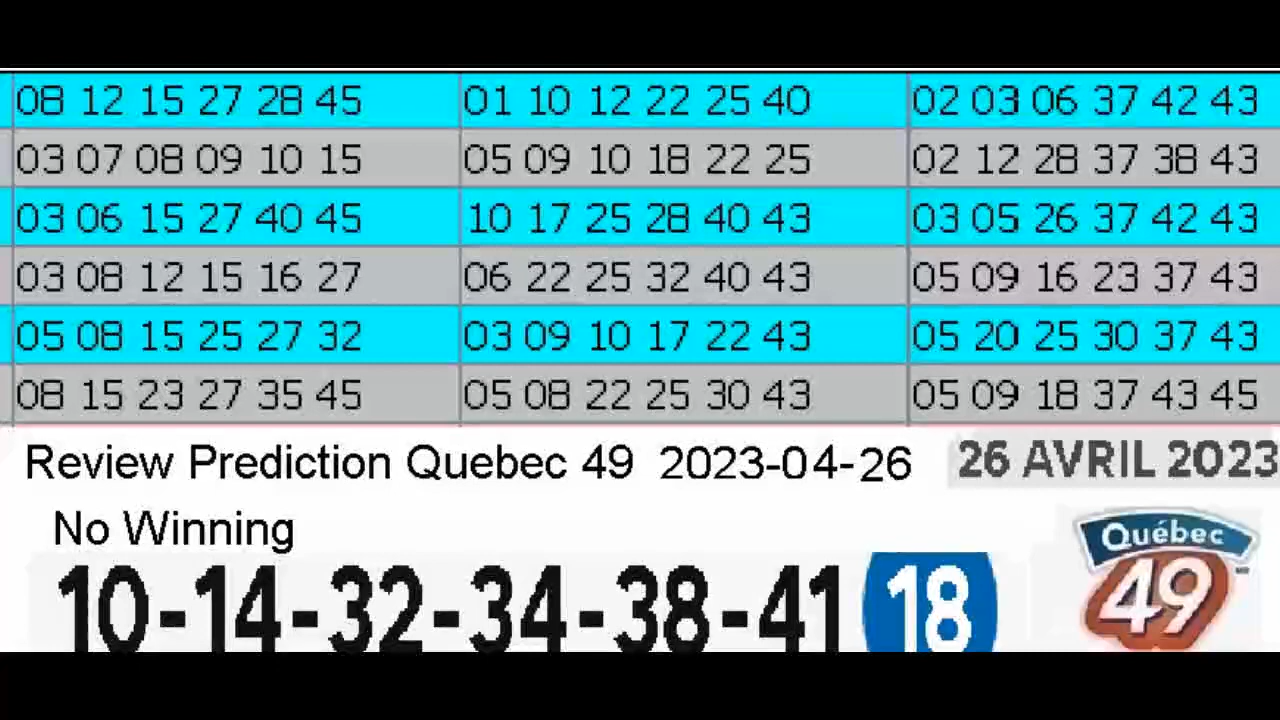 08 12 15 27 28 45 01 10 12 22 25 40 02 03 06 37 42 43
03 07 08 09 10 15 05 09 10 18 22 25 02 12 28 37 38 43
03 06 15 27 40 45 10 17 25 28 40 43 03 05 26 37 42 43
03 08 12 15 16 27 06 22 25 32 40 43 05 09 16 23 37 43
05 08 15 25 27 32 03 09 10 17 22 43 05 20 25 30 37 43
08 15 23 27 35 45 05 08 22 25 30 43 05 09 18 37 43 45
Review Prediction Quebec 49 2023-04-26 26 AVRIL 2023
No Winning
Québec
49
10-14-32-34-38-41 18